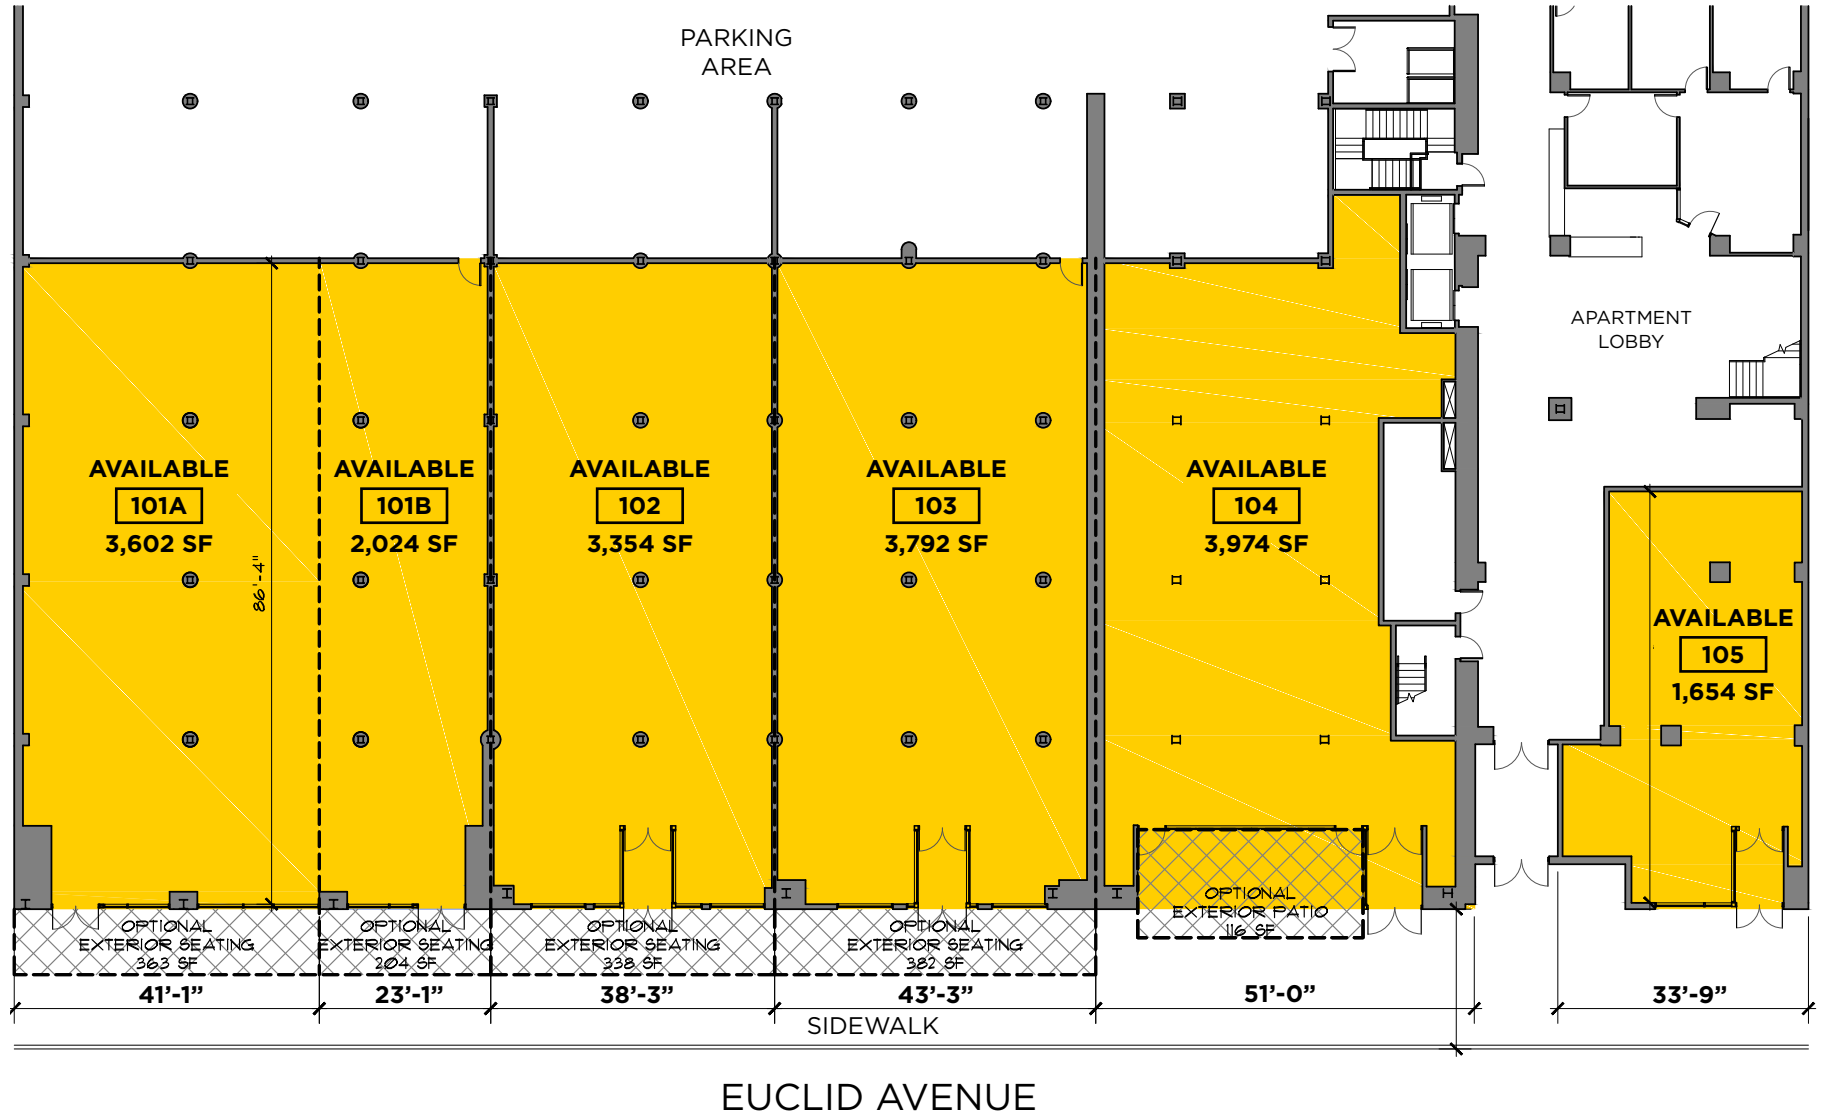 PARKING
AREA
APARTMENT
LOBBY
AVAILABLE
101A
3,602 SF
86'-4"
AVAILABLE
101B
2,024 SF
AVAILABLE
102
3,354 SF
AVAILABLE
103
3,792 SF
AVAILABLE
104
3,974 SF
AVAILABLE
105
1,654 SF
OPTIONAL
EXTERIOR SEATING
363 SF
OPTIONAL
EXTERIOR SEATING
204 SF
OPTIONAL
EXTERIOR SEATING
338 SF
OPTIONAL
EXTERIOR SEATING
382 SF
OPTIONAL
EXTERIOR PATIO
116 SF
41'-1”
23'-1”
38'-3”
43'-3”
51'-0”
33'-9”
SIDEWALK
EUCLID AVENUE